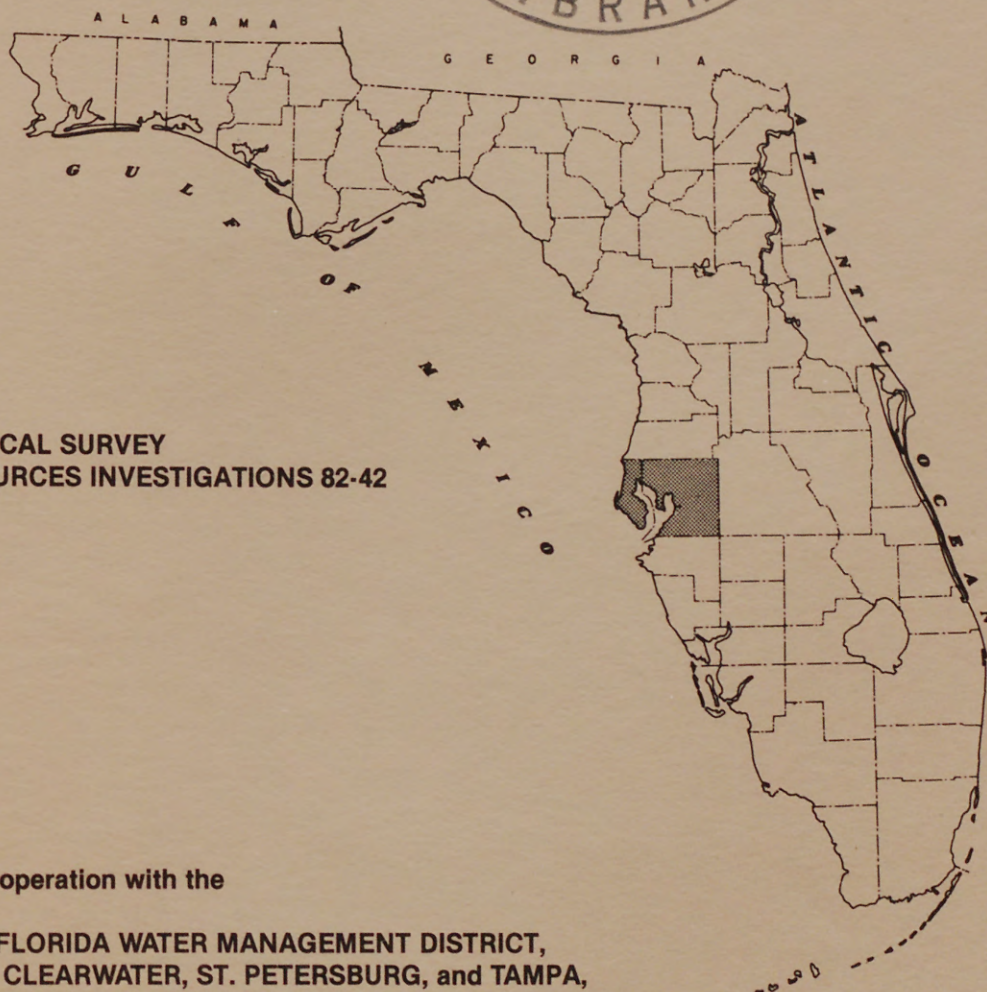 BRAR
ALABAMA
GEORGIA
ATLANTIC OCEAN
GULF OF MEXICO
CAL SURVEY
URCES INVESTIGATIONS 82-42
operation with the
FLORIDA WATER MANAGEMENT DISTRICT,
CLEARWATER, ST. PETERSBURG, and TAMPA,